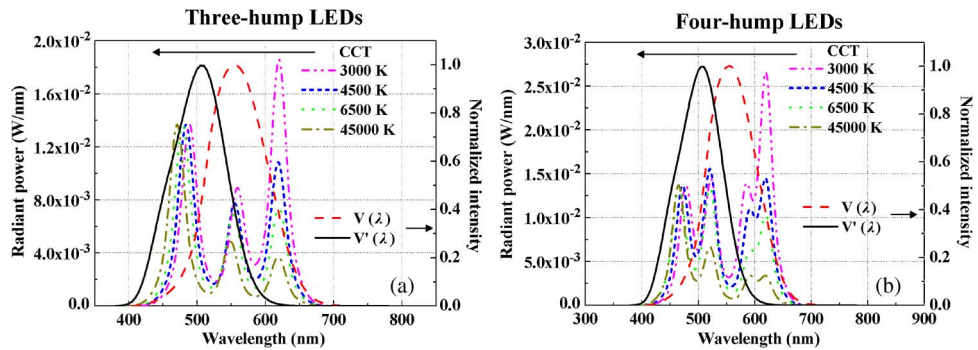 Three-hump LEDs
2.0x10⁻²
1.6x10⁻²
1.2x10⁻²
8.0x10⁻³
4.0x10⁻³
0.0
Radiant power (W/nm)
CCT
3000 K
4500 K
6500 K
45000 K
V (λ)
V' (λ)
(a)
1.0
0.8
0.6
0.4
0.2
0.0
Normalized intensity
400 500 600 700 800
Wavelength (nm)
Four-hump LEDs
3.0x10⁻²
2.5x10⁻²
2.0x10⁻²
1.5x10⁻²
1.0x10⁻²
5.0x10⁻³
0.0
Radiant power (W/nm)
CCT
3000 K
4500 K
6500 K
45000 K
V (λ)
V' (λ)
(b)
1.0
0.8
0.6
0.4
0.2
0.0
Normalized intensity
300 400 500 600 700 800 900
Wavelength (nm)